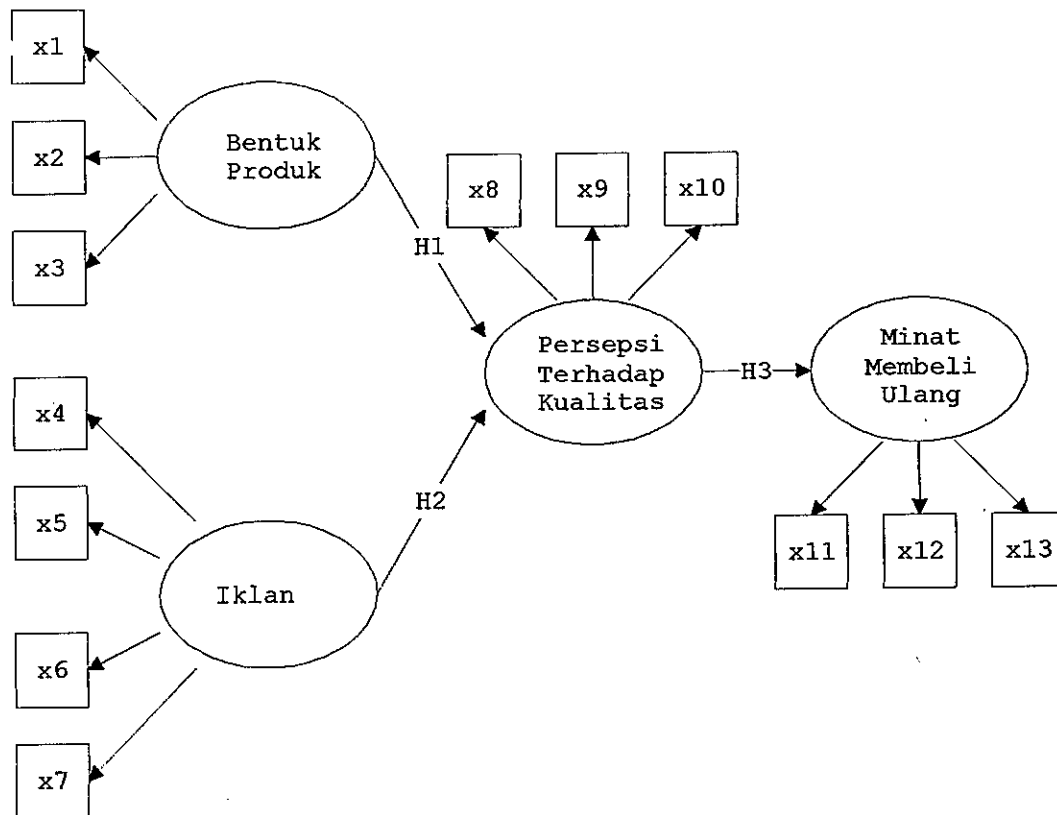 x1
x2
x3
Bentuk
Produk
H1
x4
x5
x6
x7
Iklan
H2
x8
x9
x10
Persepsi
Terhadap
Kualitas
H3
Minat
Membeli
Ulang
x11
x12
x13